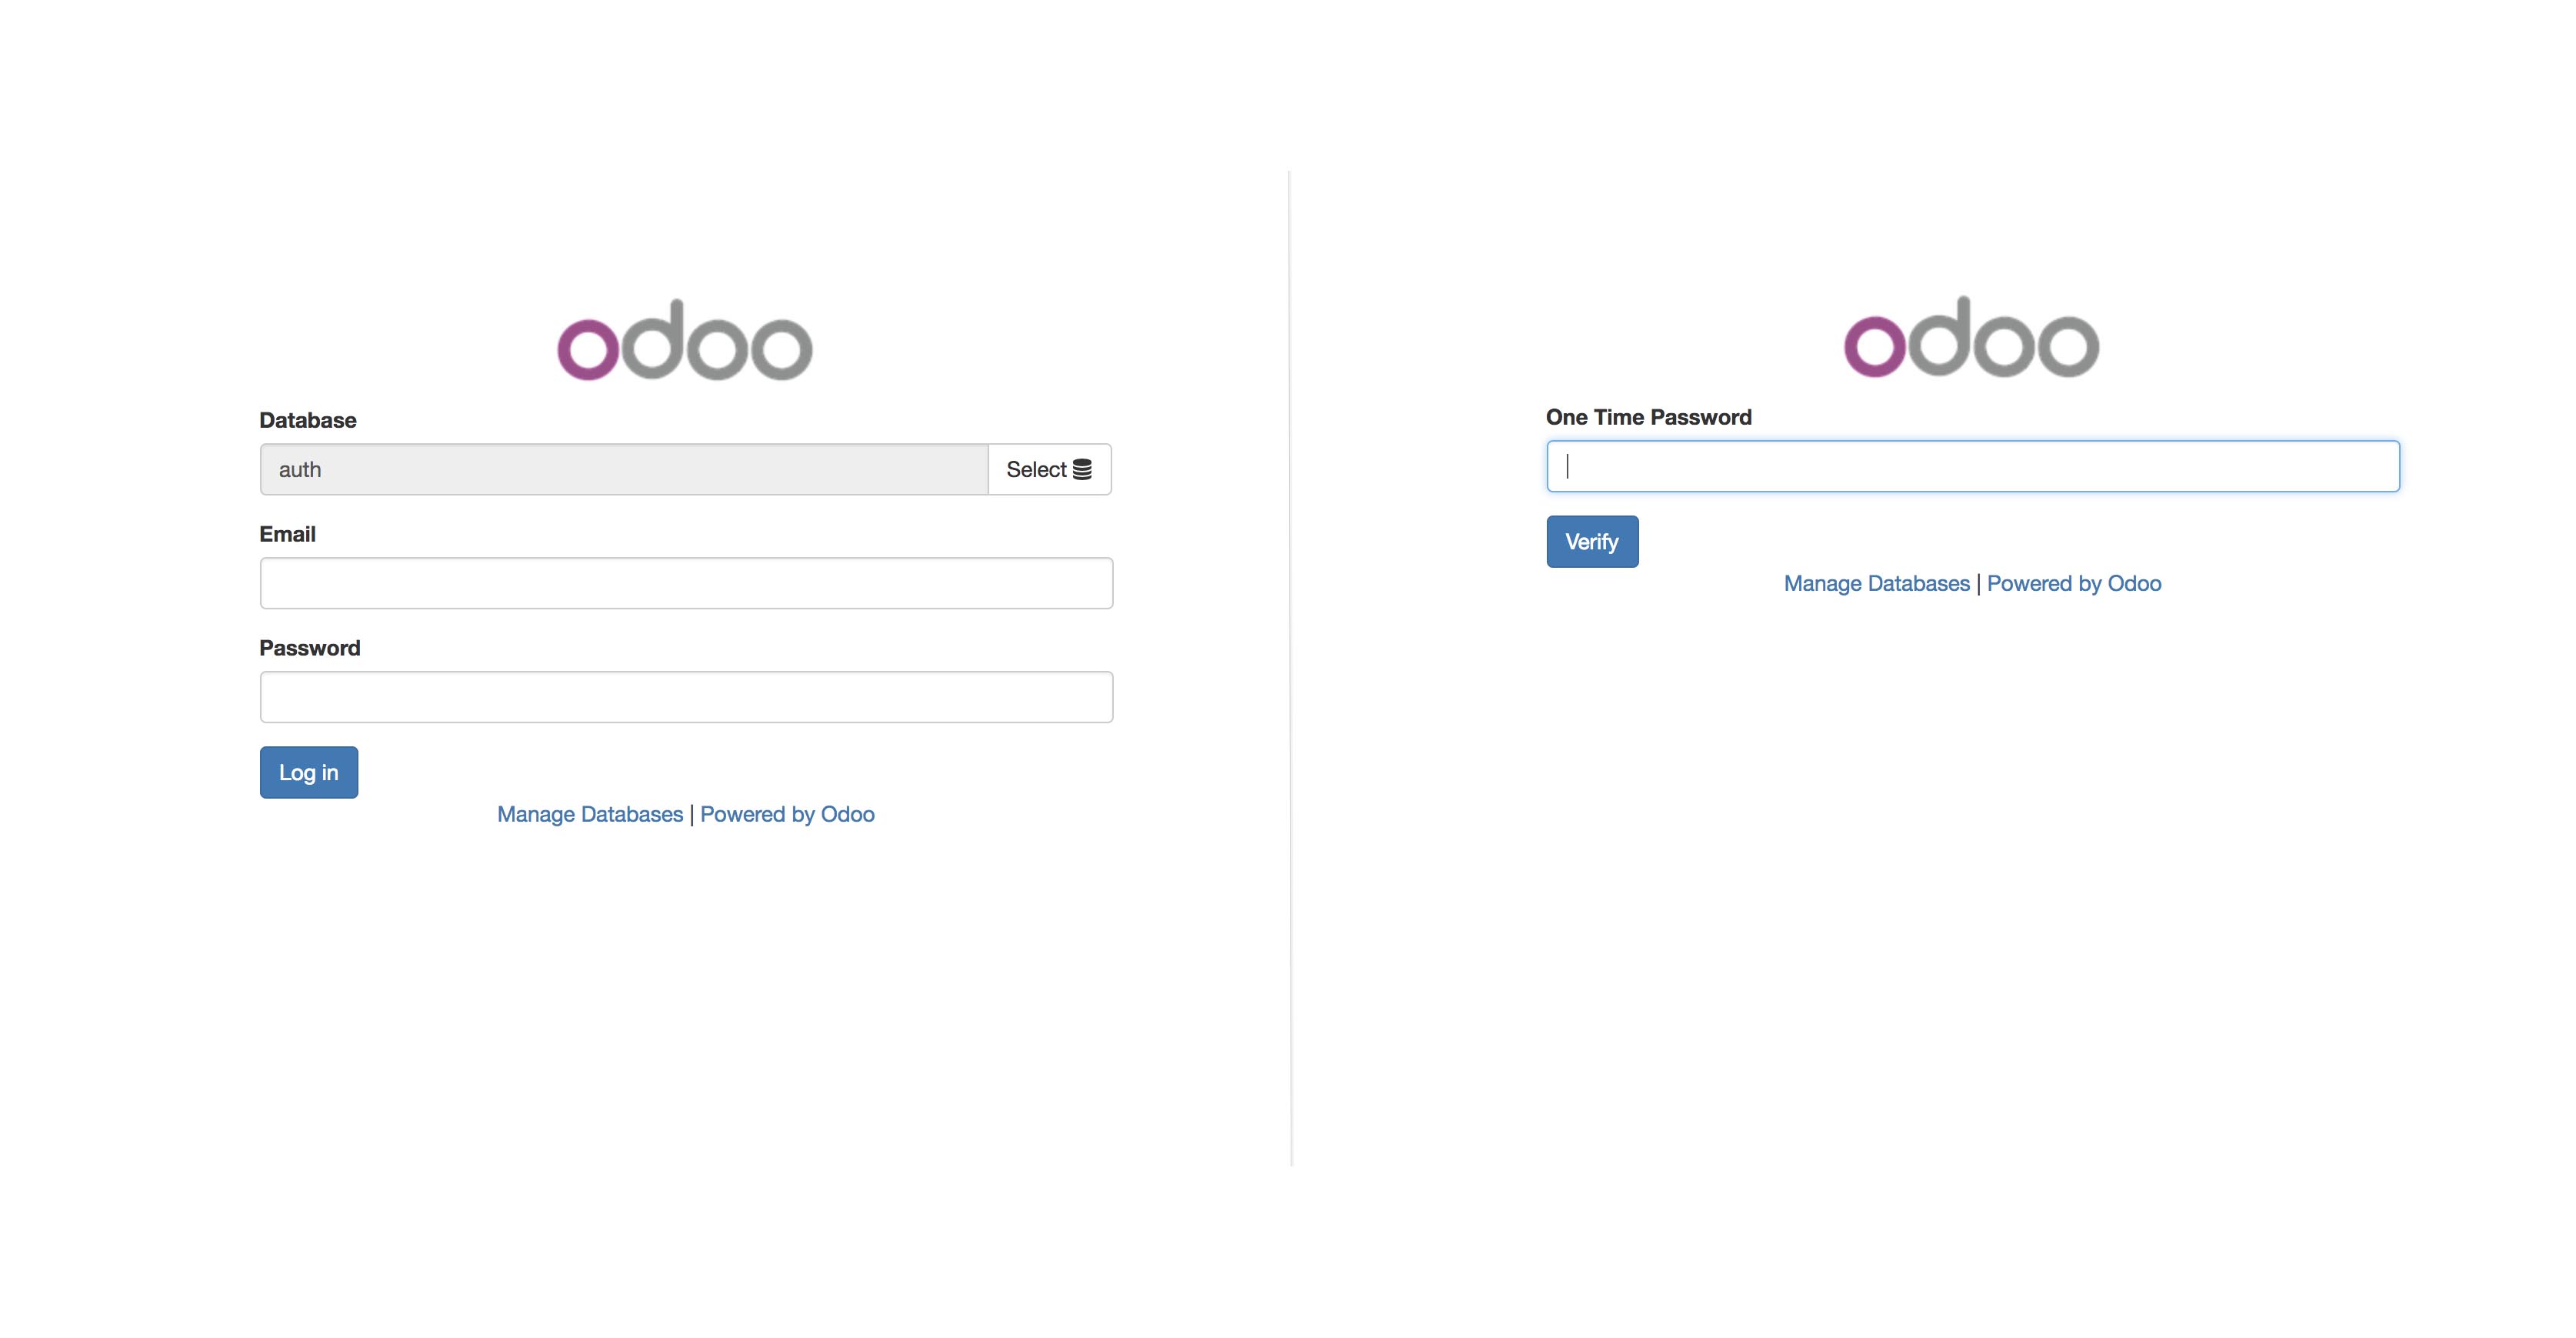 odoo
Database
auth
Select
Email
Password
Log in
Manage Databases | Powered by Odoo
odoo
One Time Password
Verify
Manage Databases | Powered by Odoo